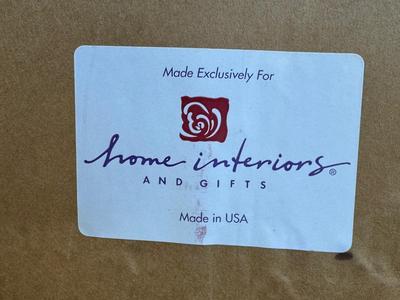 Made Exclusively For
home interiors®
AND GIFTS
Made in USA